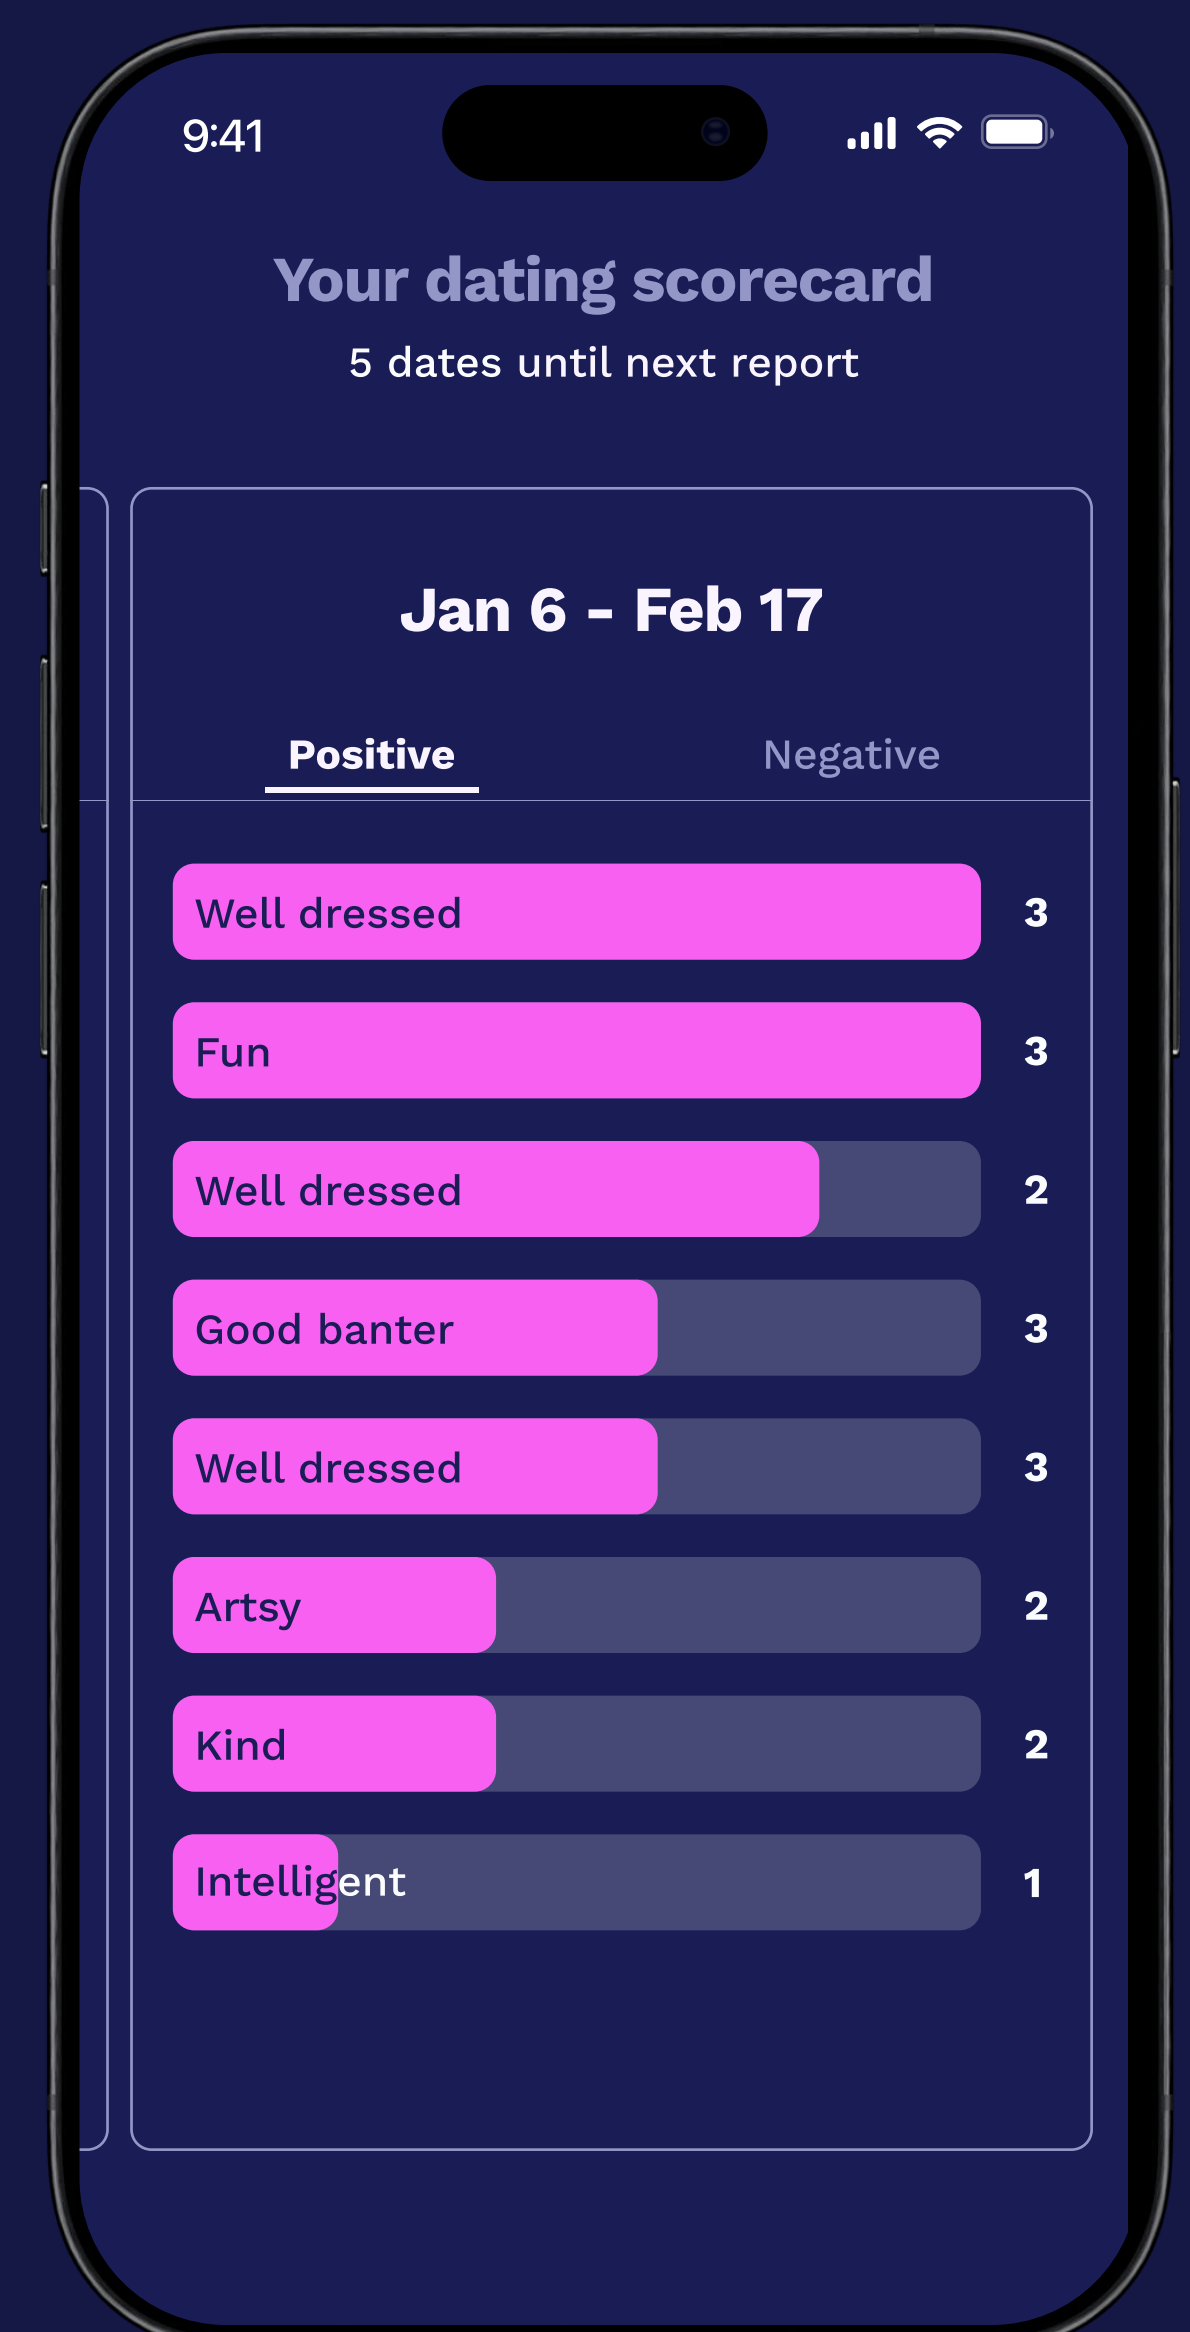 9:41
Your dating scorecard
5 dates until next report
Jan 6 - Feb 17
Positive Negative
Well dressed 3
Fun 3
Well dressed 2
Good banter 3
Well dressed 3
Artsy 2
Kind 2
Intelligent 1